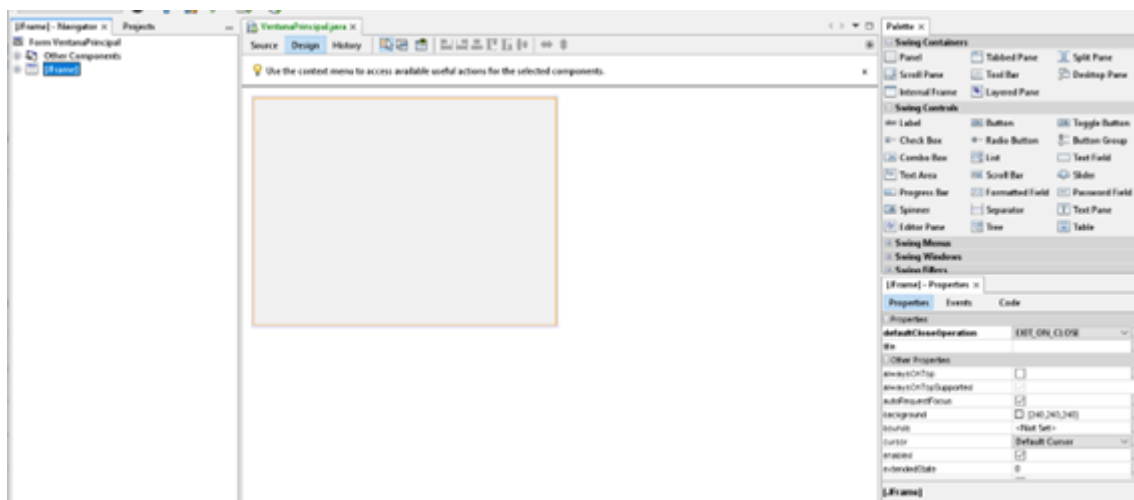 [JFrame] - Navigator × Projects
Form VentanaPrincipal
Other Components
[JFrame]
VentanaPrincipal.java ×
Source Design History
Use the context menu to access available useful actions for the selected components.
Palette ×
Swing Containers
Panel Tabbed Pane Split Pane
Scroll Pane Tool Bar Desktop Pane
Internal Frame Layered Pane
Swing Controls
Label Button Toggle Button
Check Box Radio Button Button Group
Combo Box List Text Field
Text Area Scroll Bar Slider
Progress Bar Formatted Field Password Field
Spinner Separator Text Pane
Editor Pane Tree Table
Swing Menus
Swing Windows
Swing Fillers
[JFrame] - Properties ×
Properties Events Code
Properties
defaultCloseOperation EXIT_ON_CLOSE
title
Other Properties
alwaysOnTop
alwaysOnTopSupported
autoRequestFocus
background [240,240,240]
bounds <Not Set>
cursor Default Cursor
enabled
extendedState 0
[JFrame]